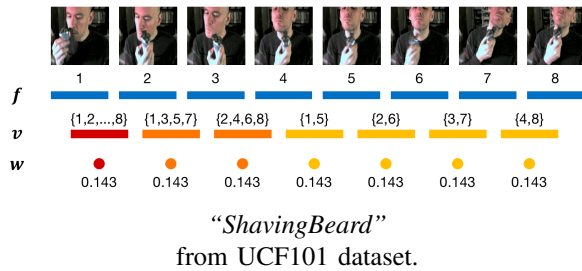 1 2 3 4 5 6 7 8
f
{1,2,...,8} {1,3,5,7} {2,4,6,8} {1,5} {2,6} {3,7} {4,8}
v
w
0.143 0.143 0.143 0.143 0.143 0.143 0.143
“ShavingBeard”
from UCF101 dataset.